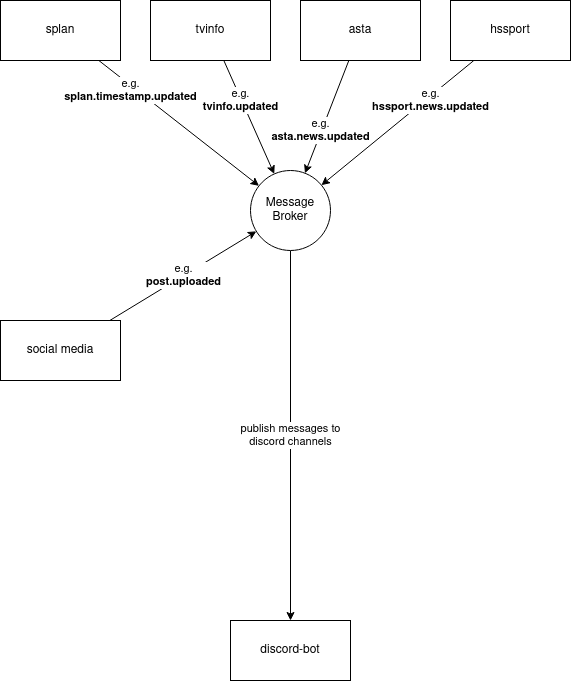 splan
tvinfo
asta
hssport
e.g.
splan.timestamp.updated
e.g.
tvinfo.updated
e.g.
asta.news.updated
e.g.
hssport.news.updated
Message
Broker
e.g.
post.uploaded
social media
publish messages to
discord channels
discord-bot